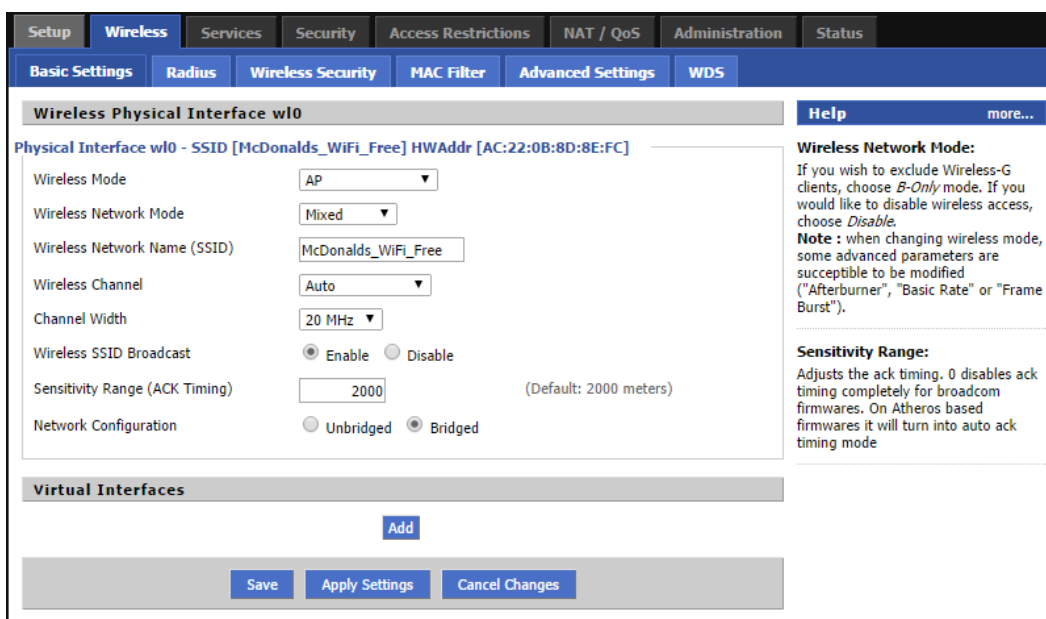 Setup Wireless Services Security Access Restrictions NAT / QoS Administration Status
Basic Settings Radius Wireless Security MAC Filter Advanced Settings WDS
Wireless Physical Interface wl0
Physical Interface wl0 - SSID [McDonalds_WiFi_Free] HWAddr [AC:22:0B:8D:8E:FC]
Wireless Mode AP
Wireless Network Mode Mixed
Wireless Network Name (SSID) McDonalds_WiFi_Free
Wireless Channel Auto
Channel Width 20 MHz
Wireless SSID Broadcast Enable Disable
Sensitivity Range (ACK Timing) 2000 (Default: 2000 meters)
Network Configuration Unbridged Bridged
Virtual Interfaces
Add
Save Apply Settings Cancel Changes
Help more...
Wireless Network Mode:
If you wish to exclude Wireless-G
clients, choose B-Only mode. If you
would like to disable wireless access,
choose Disable.
Note : when changing wireless mode,
some advanced parameters are
succeptible to be modified
("Afterburner", "Basic Rate" or "Frame
Burst").
Sensitivity Range:
Adjusts the ack timing. 0 disables ack
timing completely for broadcom
firmwares. On Atheros based
firmwares it will turn into auto ack
timing mode